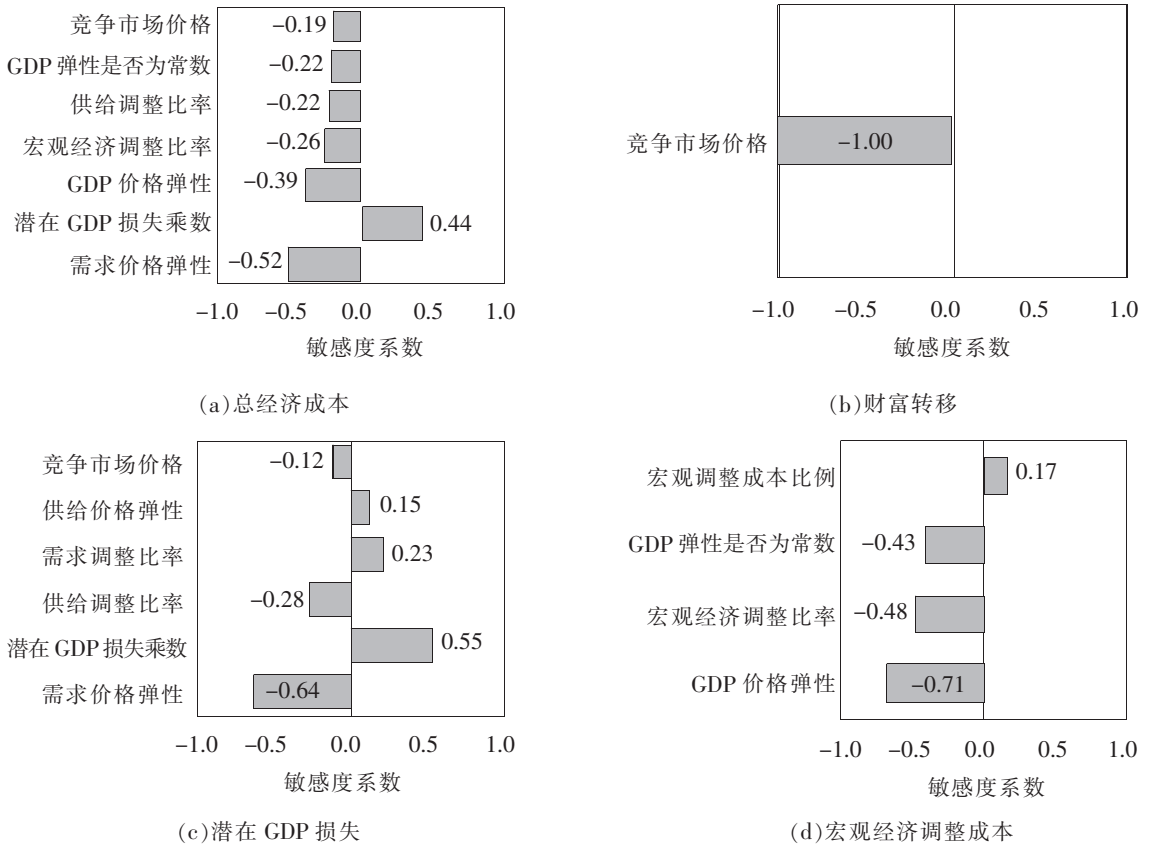 竞争市场价格 -0.19
GDP 弹性是否为常数 -0.22
供给调整比率 -0.22
宏观经济调整比率 -0.26
GDP 价格弹性 -0.39
潜在 GDP 损失乘数 0.44
需求价格弹性 -0.52
-1.0 -0.5 0.0 0.5 1.0
敏感度系数
(a)总经济成本
竞争市场价格 -1.00
-1.0 -0.5 0.0 0.5 1.0
敏感度系数
(b)财富转移
竞争市场价格 -0.12
供给价格弹性 0.15
需求调整比率 0.23
供给调整比率 -0.28
潜在 GDP 损失乘数 0.55
需求价格弹性 -0.64
-1.0 -0.5 0.0 0.5 1.0
敏感度系数
(c)潜在 GDP 损失
宏观调整成本比例 0.17
GDP 弹性是否为常数 -0.43
宏观经济调整比率 -0.48
GDP 价格弹性 -0.71
-1.0 -0.5 0.0 0.5 1.0
敏感度系数
(d)宏观经济调整成本